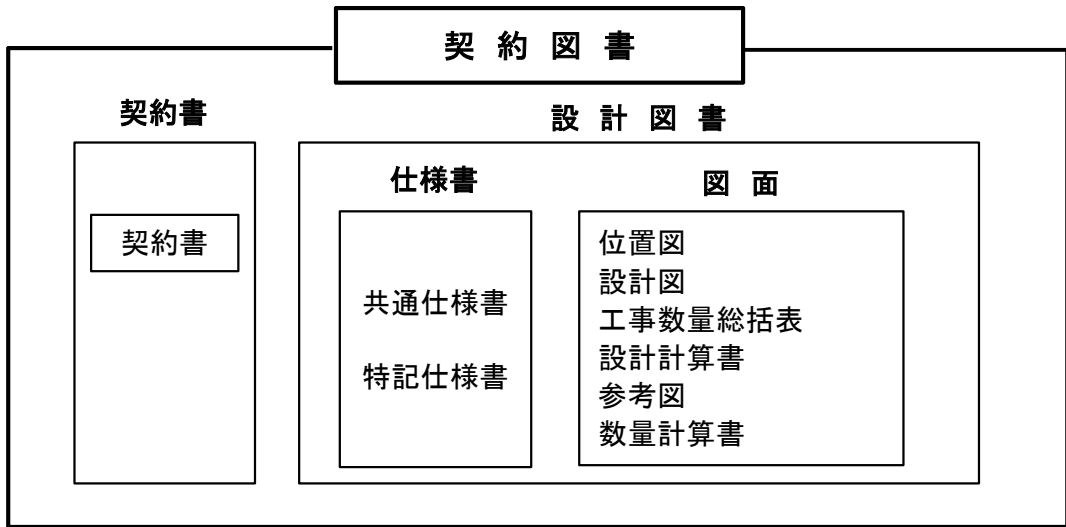 契約図書
契約書
契約書
設計図書
仕様書
共通仕様書
特記仕様書
図面
位置図
設計図
工事数量総括表
設計計算書
参考図
数量計算書